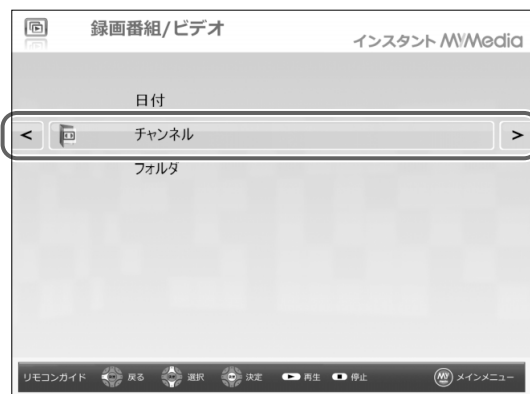 録画番組/ビデオ
インスタント MYMedia
日付
< チャンネル >
フォルダ
リモコンガイド 戻る 選択 決定 再生 停止 MY メインメニュー